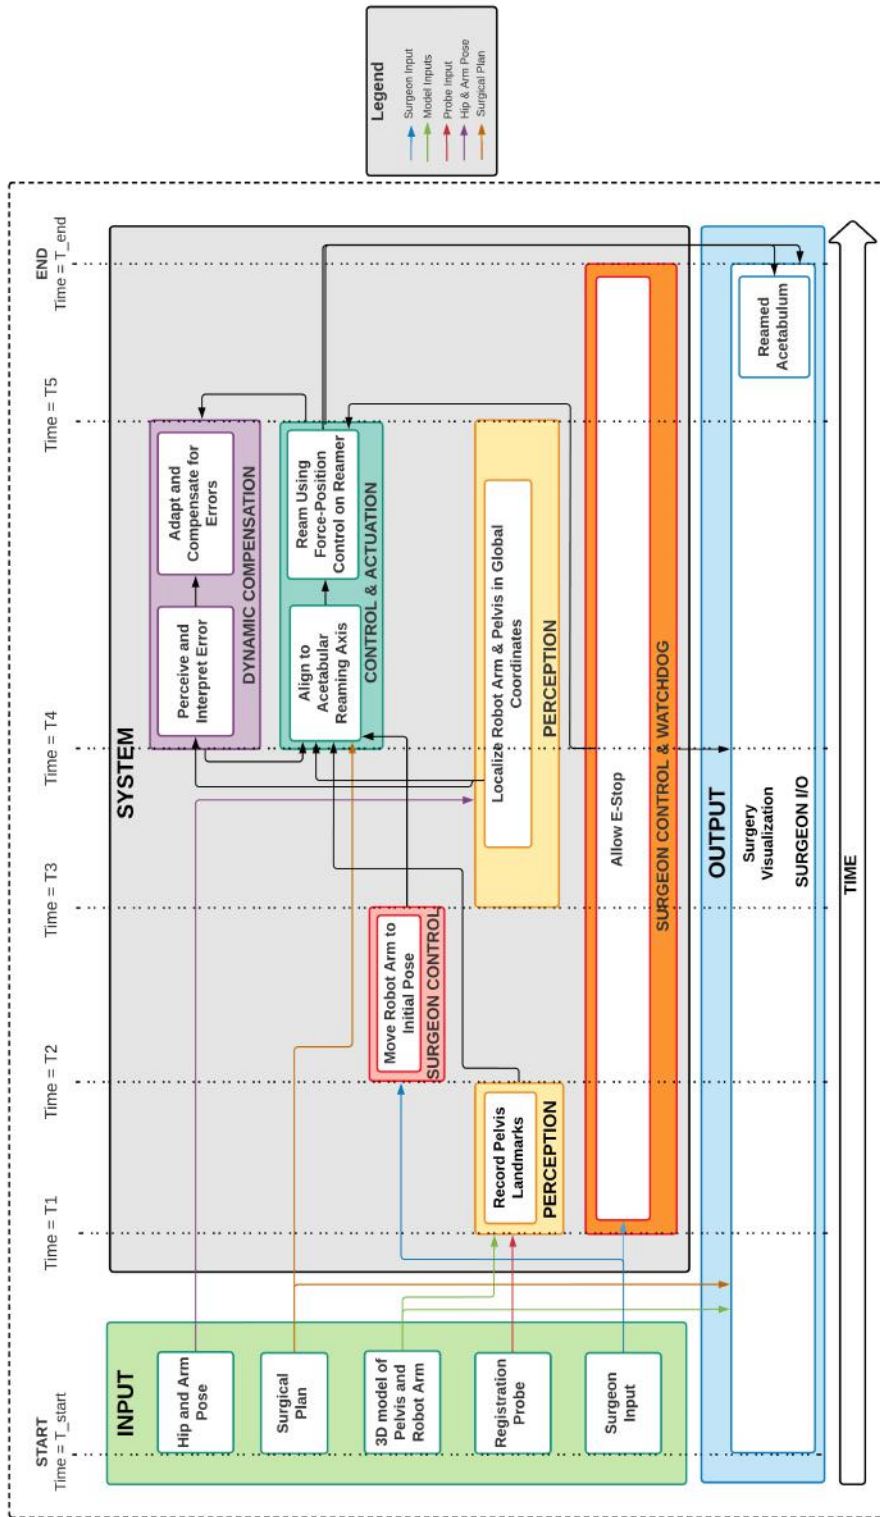 START
Time = T_start
Time = T1
Time = T2
Time = T3
Time = T4
Time = T5
END
Time = T_end
INPUT
Hip and Arm
Pose
Surgical
Plan
3D model of
Pelvis and
Robot Arm
Registration
Probe
Surgeon
Input
SYSTEM
Perceive and
Interpret Error
Adapt and
Compensate for
Errors
DYNAMIC COMPENSATION
Align to
Acetabular
Reaming Axis
Ream Using
Force-Position
Control on Reamer
CONTROL & ACTUATION
Move Robot Arm to
Initial Pose
SURGEON CONTROL
Record Pelvis
Landmarks
PERCEPTION
Localize Robot Arm & Pelvis in Global
Coordinates
PERCEPTION
Allow E-Stop
SURGEON CONTROL & WATCHDOG
OUTPUT
Surgery
Visualization
SURGEON I/O
Reamed
Acetabulum
TIME
Legend
Surgeon Input
Model Inputs
Probe Input
Hip & Arm Pose
Surgical Plan